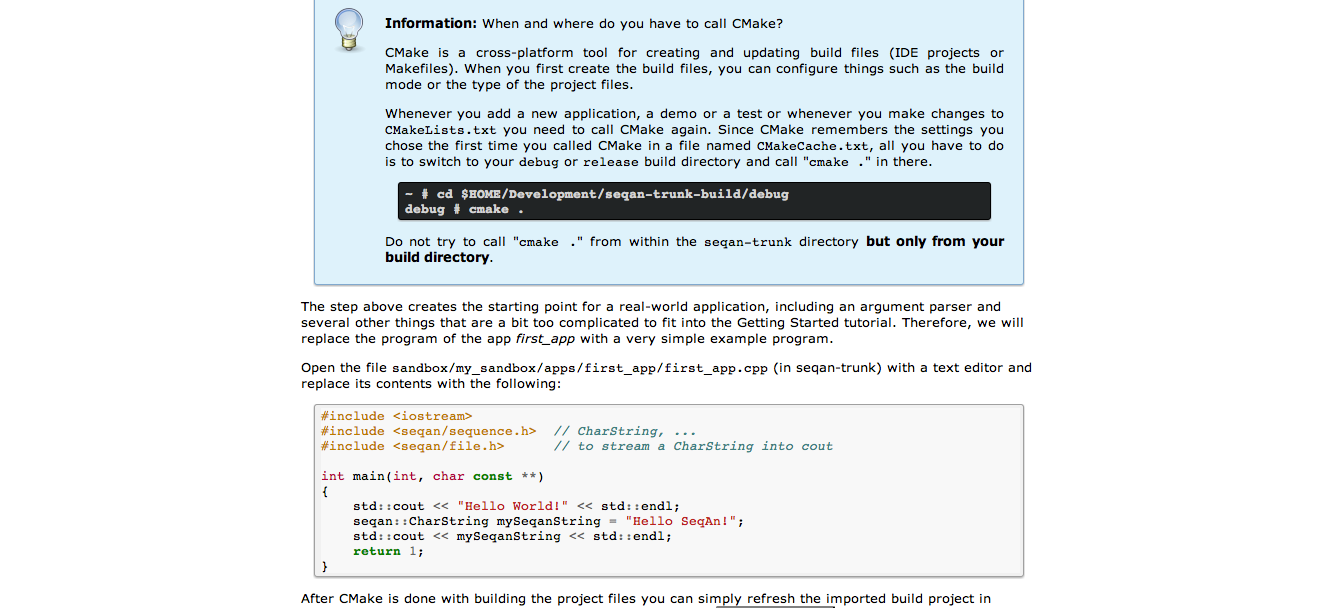 Information: When and where do you have to call CMake?
CMake is a cross-platform tool for creating and updating build files (IDE projects or
Makefiles). When you first create the build files, you can configure things such as the build
mode or the type of the project files.
Whenever you add a new application, a demo or a test or whenever you make changes to
CMakeLists.txt you need to call CMake again. Since CMake remembers the settings you
chose the first time you called CMake in a file named CMakeCache.txt, all you have to do
is to switch to your debug or release build directory and call "cmake ." in there.
~ # cd $HOME/Development/seqan-trunk-build/debug
debug # cmake .
Do not try to call "cmake ." from within the seqan-trunk directory but only from your
build directory.
The step above creates the starting point for a real-world application, including an argument parser and
several other things that are a bit too complicated to fit into the Getting Started tutorial. Therefore, we will
replace the program of the app first_app with a very simple example program.
Open the file sandbox/my_sandbox/apps/first_app/first_app.cpp (in seqan-trunk) with a text editor and
replace its contents with the following:
#include <iostream>
#include <seqan/sequence.h>  // CharString, ...
#include <seqan/file.h>      // to stream a CharString into cout
int main(int, char const **)
{
    std::cout << "Hello World!" << std::endl;
    seqan::CharString mySeqanString = "Hello SeqAn!";
    std::cout << mySeqanString << std::endl;
    return 1;
}
After CMake is done with building the project files you can simply refresh the imported build project in